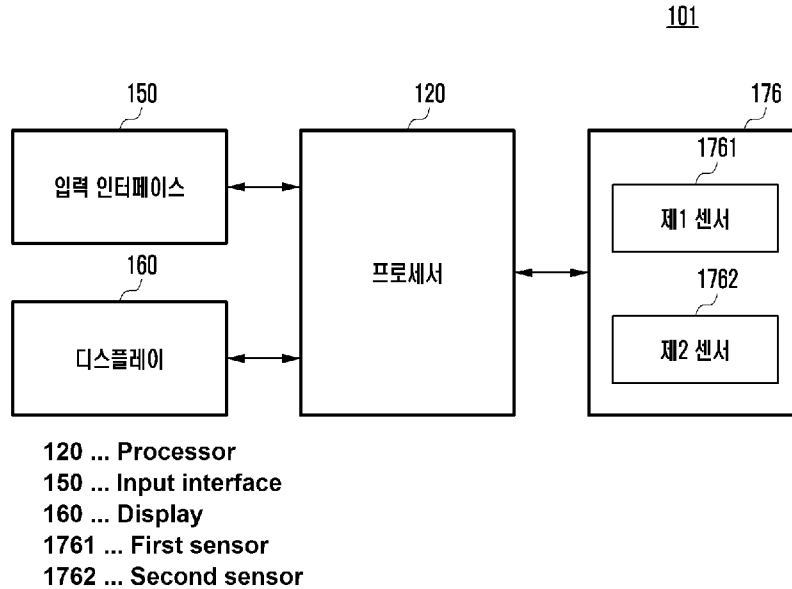 101
150
120
176
입력 인터페이스
프로세서
1761
제1 센서
160
디스플레이
1762
제2 센서
120 ... Processor
150 ... Input interface
160 ... Display
1761 ... First sensor
1762 ... Second sensor